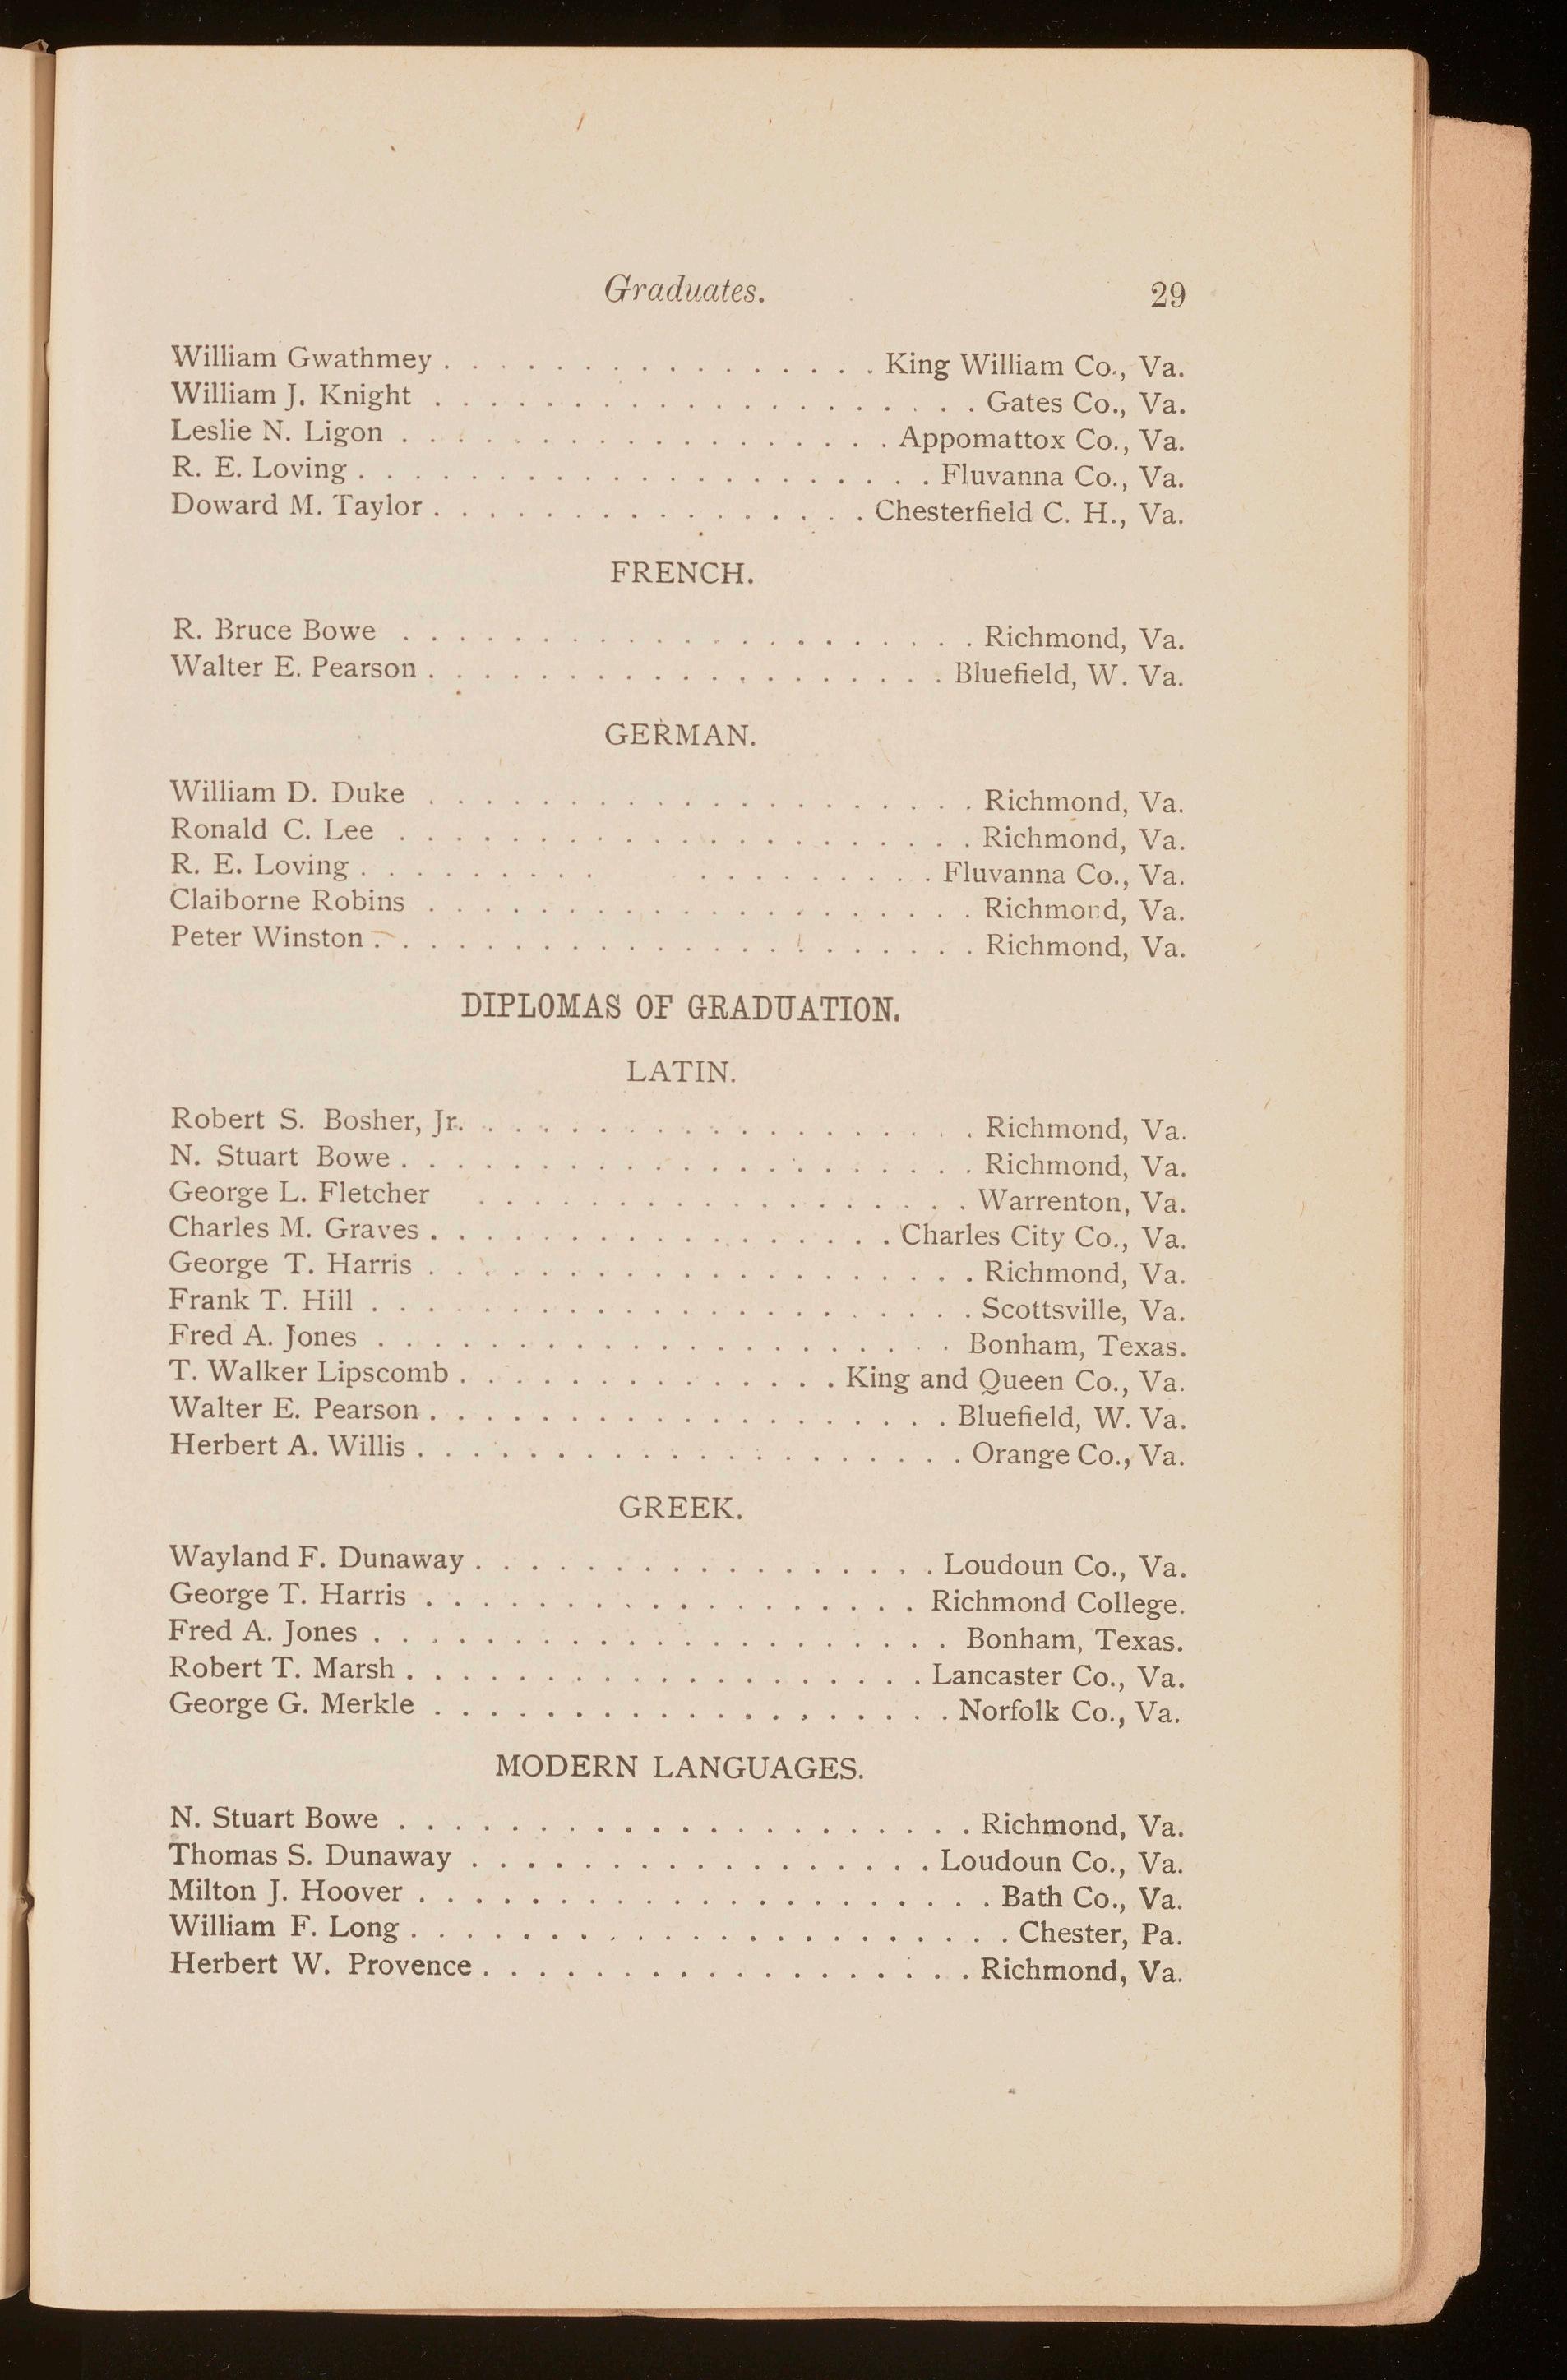 Graduates. 29
William Gwathmey . . . . . . . . . . . . . . . . King William Co., Va.
William J. Knight . . . . . . . . . . . . . . . . . . . . Gates Co., Va.
Leslie N. Ligon . . . . . . . . . . . . . . . . . . Appomattox Co., Va.
R. E. Loving . . . . . . . . . . . . . . . . . . . . . Fluvanna Co., Va.
Doward M. Taylor . . . . . . . . . . . . . . . . Chesterfield C. H., Va.
FRENCH.
R. Bruce Bowe . . . . . . . . . . . . . . . . . . . . . Richmond, Va.
Walter E. Pearson . . . . . . . . . . . . . . . . . . . Bluefield, W. Va.
GERMAN.
William D. Duke . . . . . . . . . . . . . . . . . . . . Richmond, Va.
Ronald C. Lee . . . . . . . . . . . . . . . . . . . . . Richmond, Va.
R. E. Loving . . . . . . . . . . . . . . . . . . Fluvanna Co., Va.
Claiborne Robins . . . . . . . . . . . . . . . . . . . . Richmond, Va.
Peter Winston . . . . . . . . . . . . . . . . . . . . . . Richmond, Va.
DIPLOMAS OF GRADUATION.
LATIN.
Robert S. Bosher, Jr. . . . . . . . . . . . . . . . . . . Richmond, Va.
N. Stuart Bowe . . . . . . . . . . . . . . . . . . . . . Richmond, Va.
George L. Fletcher . . . . . . . . . . . . . . . . . . Warrenton, Va.
Charles M. Graves . . . . . . . . . . . . . . . . . Charles City Co., Va.
George T. Harris . . . . . . . . . . . . . . . . . . . . Richmond, Va.
Frank T. Hill . . . . . . . . . . . . . . . . . . . . . . Scottsville, Va.
Fred A. Jones . . . . . . . . . . . . . . . . . . . . . Bonham, Texas.
T. Walker Lipscomb . . . . . . . . . . . . . . King and Queen Co., Va.
Walter E. Pearson . . . . . . . . . . . . . . . . . . . Bluefield, W. Va.
Herbert A. Willis . . . . . . . . . . . . . . . . . . . . Orange Co., Va.
GREEK.
Wayland F. Dunaway . . . . . . . . . . . . . . . . . Loudoun Co., Va.
George T. Harris . . . . . . . . . . . . . . . . . . Richmond College.
Fred A. Jones . . . . . . . . . . . . . . . . . . . . . Bonham, Texas.
Robert T. Marsh . . . . . . . . . . . . . . . . . . . Lancaster Co., Va.
George G. Merkle . . . . . . . . . . . . . . . . . . . Norfolk Co., Va.
MODERN LANGUAGES.
N. Stuart Bowe . . . . . . . . . . . . . . . . . . . . . Richmond, Va.
Thomas S. Dunaway . . . . . . . . . . . . . . . . . Loudoun Co., Va.
Milton J. Hoover . . . . . . . . . . . . . . . . . . . . . Bath Co., Va.
William F. Long . . . . . . . . . . . . . . . . . . . . . . Chester, Pa.
Herbert W. Provence . . . . . . . . . . . . . . . . . . Richmond, Va.